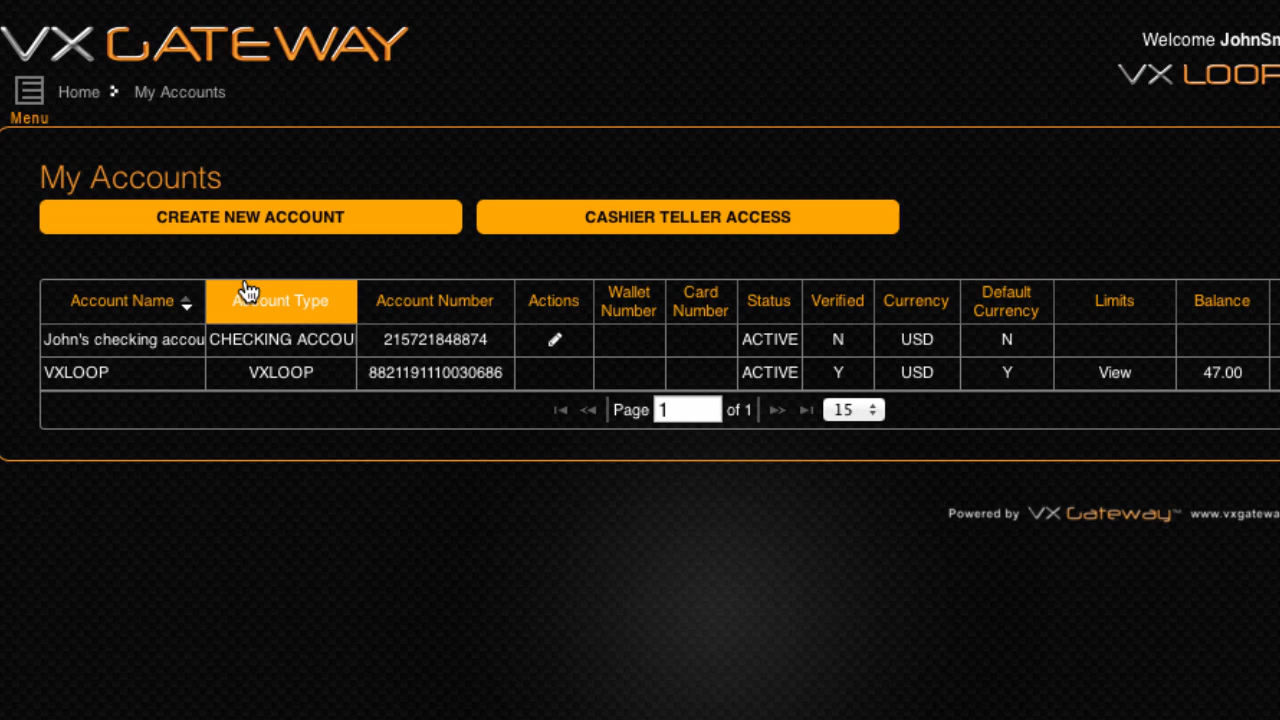 VX GATEWAY
Welcome JohnSm
VX LOOP
Home My Accounts
Menu
My Accounts
CREATE NEW ACCOUNT CASHIER TELLER ACCESS
Account Name Account Type Account Number Actions Wallet Number Card Number Status Verified Currency Default Currency Limits Balance
John's checking accou CHECKING ACCOU 215721848874 ACTIVE N USD N
VXLOOP VXLOOP 8821191110030686 ACTIVE Y USD Y View 47.00
Page 1 of 1 15
Powered by VX Gateway™ www.vxgatewa